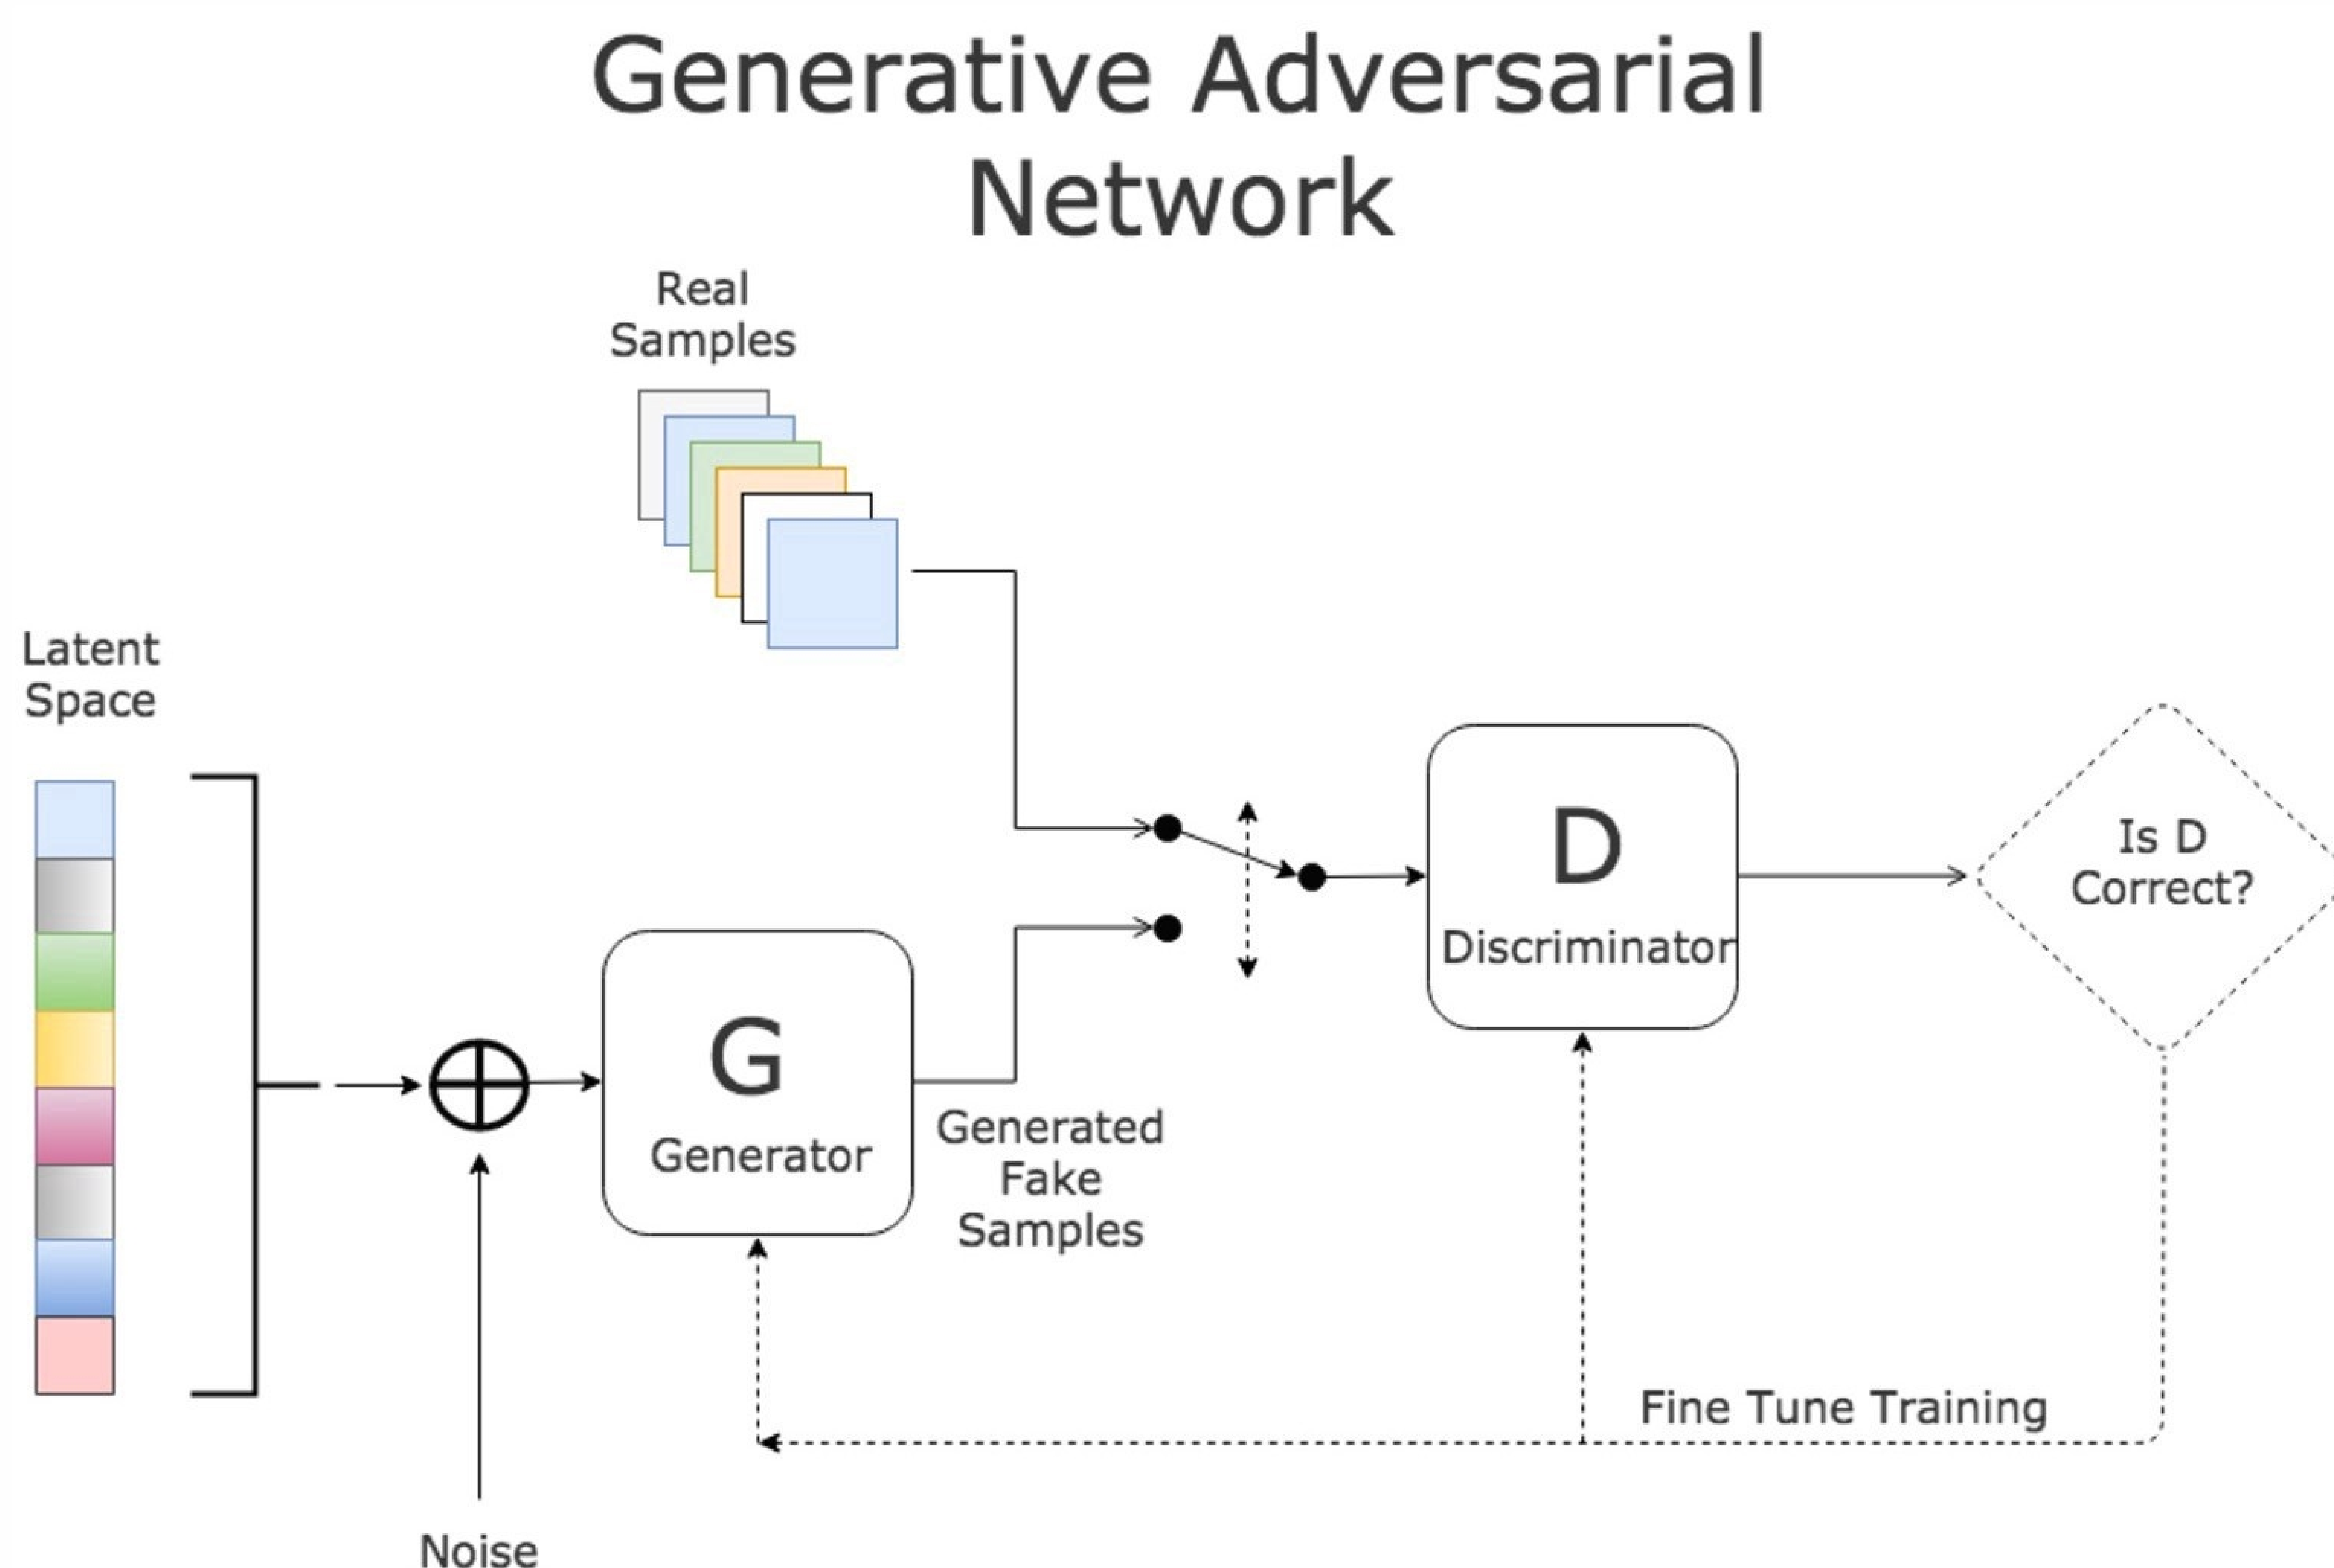 Generative Adversarial
Network
Real
Samples
Latent
Space
D
Discriminator
Is D
Correct?
G
Generator
Generated
Fake
Samples
Fine Tune Training
Noise